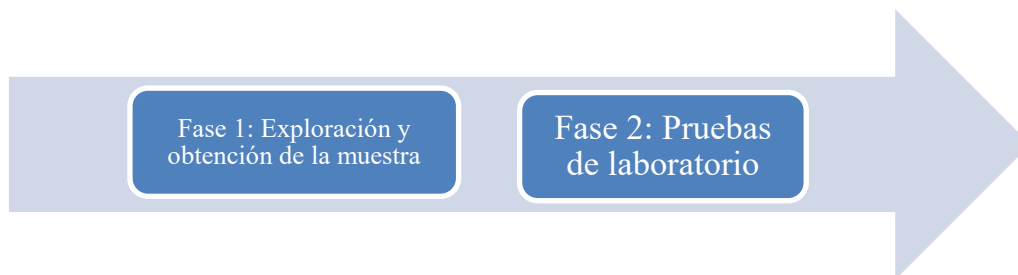 Fase 1: Exploración y
obtención de la muestra
Fase 2: Pruebas
de laboratorio